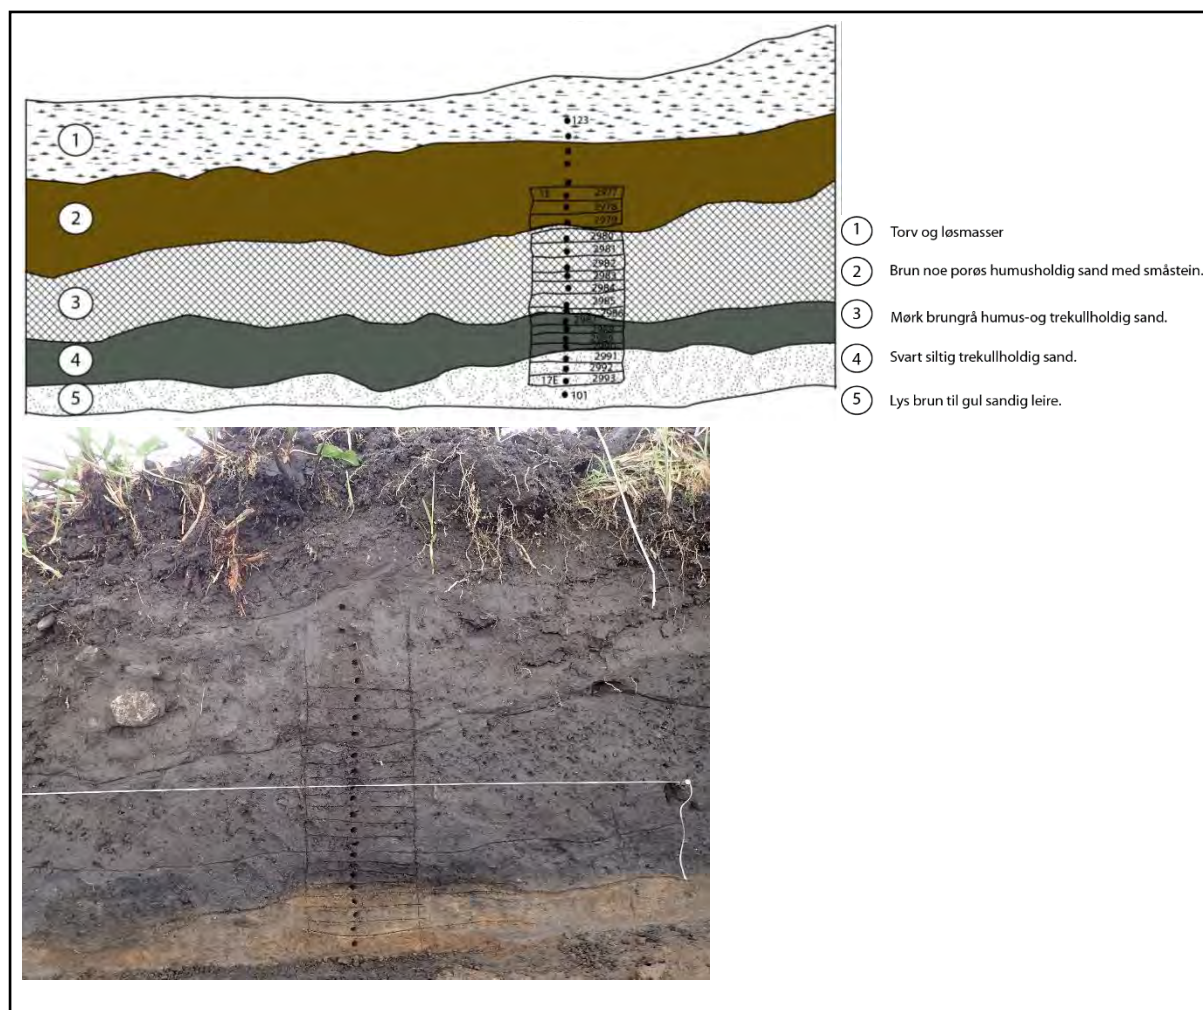 123
1
1E 2977
2978
2979
2
2980
2981
2982
2983
2984
3
2985
2986
4
2991
2992
17E 2993
5
101
1 Torv og løsmasser
2 Brun noe porøs humusholdig sand med småstein.
3 Mørk brungrå humus-og trekullholdig sand.
4 Svart siltig trekullholdig sand.
5 Lys brun til gul sandig leire.